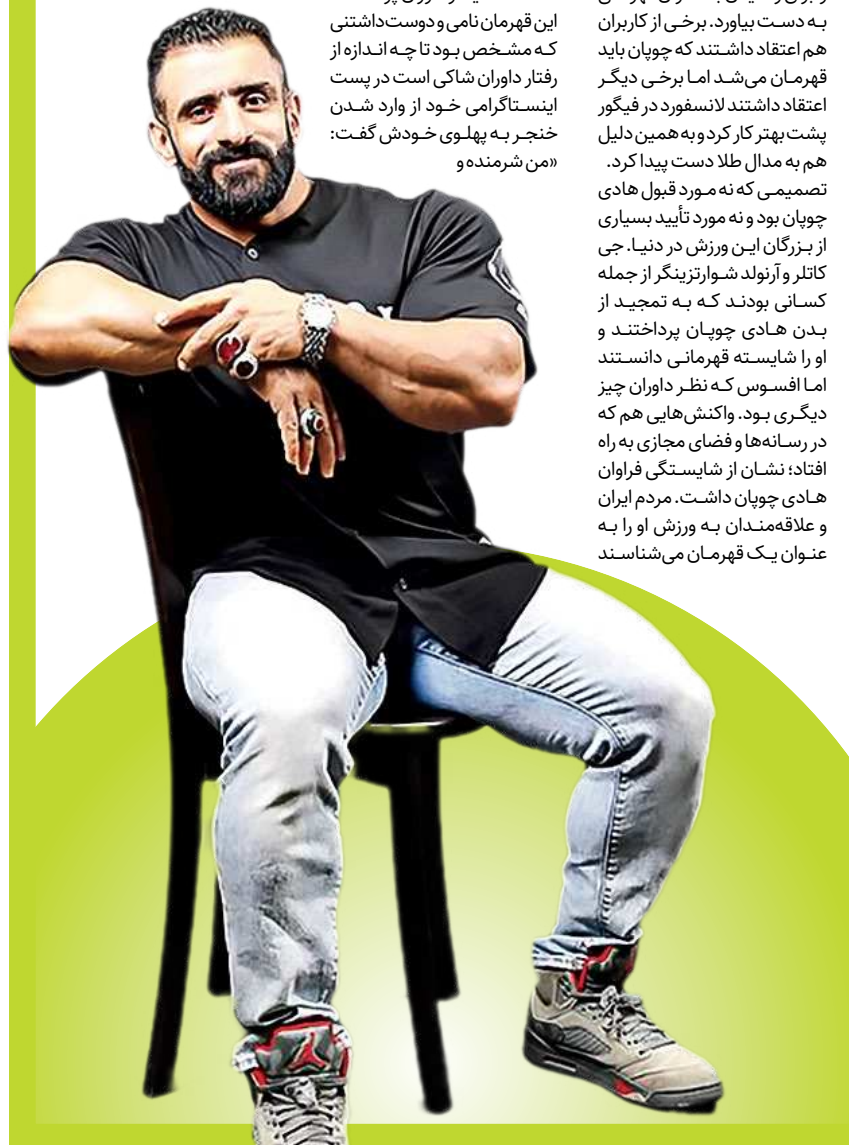 به دست بیاورد. برخی از کاربران
هم اعتقاد داشتند که چوپان باید
قهرمان می‌شد اما برخی دیگر
اعتقاد داشتند لانسفورد در فیگور
پشت بهتر کار کرد و به همین دلیل
هم به مدال طلا دست پیدا کرد.
تصمیمی که نه مورد قبول هادی
چوپان بود و نه مورد تأیید بسیاری
از بزرگان این ورزش در دنیا. جی
کاتلر و آرنولد شوارتزینگر از جمله
کسانی بودند که به تمجید از
بدن هادی چوپان پرداختند و
او را شایسته قهرمانی دانستند
اما افسوس که نظر داوران چیز
دیگری بود. واکنش‌هایی هم که
در رسانه‌ها و فضای مجازی به راه
افتاد؛ نشان از شایستگی فراوان
هادی چوپان داشت. مردم ایران
و علاقه‌مندان به ورزش او را به
عنوان یک قهرمان می‌شناسند
این قهرمان نامی و دوست‌داشتنی
که مشخص بود تا چه اندازه از
رفتار داوران شاکی است در پست
اینستاگرامی خود از وارد شدن
خنجر به پهلوی خودش گفت:
«من شرمنده و